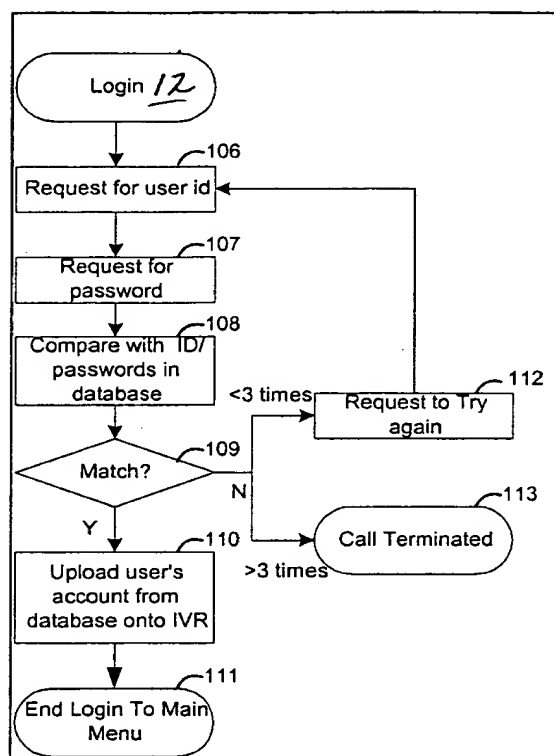 Login 12
106
Request for user id
107
Request for
password
108
Compare with ID/
passwords in
database
<3 times
112
Request to Try
again
109
Match?
N
113
Call Terminated
>3 times
Y
110
Upload user's
account from
database onto IVR
111
End Login To Main
Menu